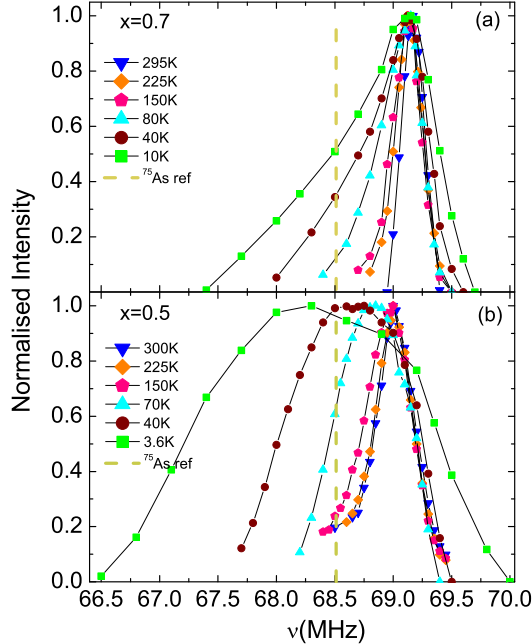 x=0.7
(a)
295K
225K
150K
80K
40K
10K
⁷⁵As ref
1.0
0.8
0.6
0.4
0.2
Normalised Intensity
x=0.5
(b)
300K
225K
150K
70K
40K
3.6K
⁷⁵As ref
1.0
0.8
0.6
0.4
0.2
0.0
66.5 67.0 67.5 68.0 68.5 69.0 69.5 70.0
ν(MHz)